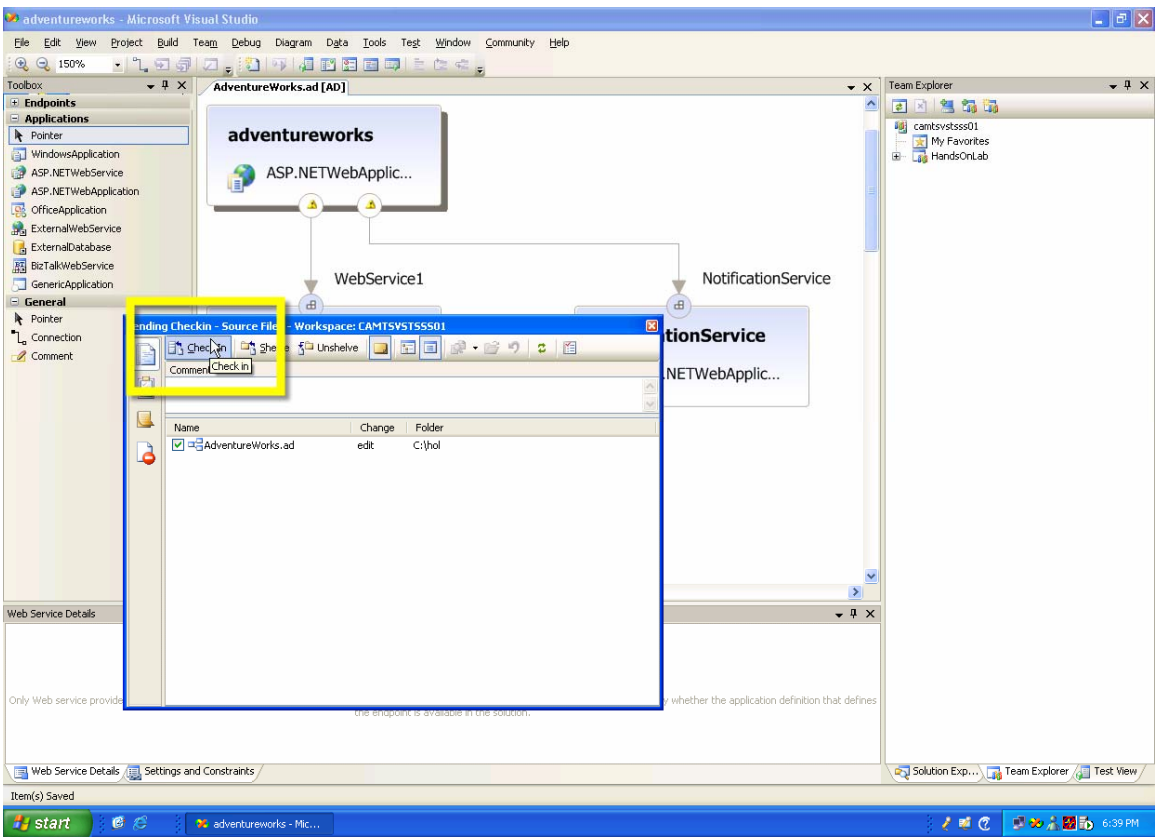 adventureworks - Microsoft Visual Studio
File Edit View Project Build Team Debug Diagram Data Tools Test Window Community Help
150%
Toolbox
Endpoints
Applications
Pointer
WindowsApplication
ASP.NETWebService
ASP.NETWebApplication
OfficeApplication
ExternalWebService
ExternalDatabase
BizTalkWebService
GenericApplication
General
Pointer
Connection
Comment
AdventureWorks.ad [AD]
adventureworks
ASP.NETWebApplic...
WebService1
NotificationService
tionService
.NETWebApplic...
ending Checkin - Source Files - Workspace: CAMTSVSTSSS01
Check in Shelve Unshelve
Check in
Commen
Name Change Folder
AdventureWorks.ad edit C:\hol
Team Explorer
camtsvstsss01
My Favorites
HandsOnLab
Web Service Details
Only Web service provide
y whether the application definition that defines
the endpoint is available in the solution.
Web Service Details Settings and Constraints
Solution Exp... Team Explorer Test View
Item(s) Saved
start adventureworks - Mic... 6:39 PM